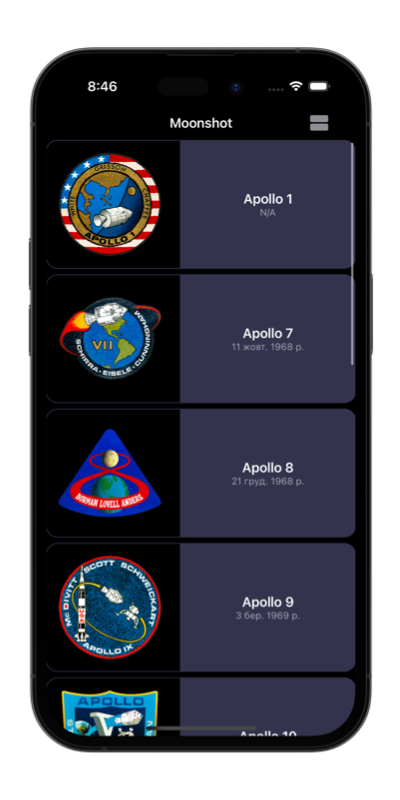 8:46
Moonshot
GRISSOM
WHITE
CHAFFEE
APOLLO 1
Apollo 1
N/A
VII
SCHIRRA • EISELE • CUNNINGHAM
Apollo 7
11 жовт. 1968 р.
BORMAN LOVELL ANDERS
Apollo 8
21 груд. 1968 р.
McDIVITT SCOTT SCHWEICKART
APOLLO IX
Apollo 9
3 бер. 1969 р.
APOLLO
Apollo 10